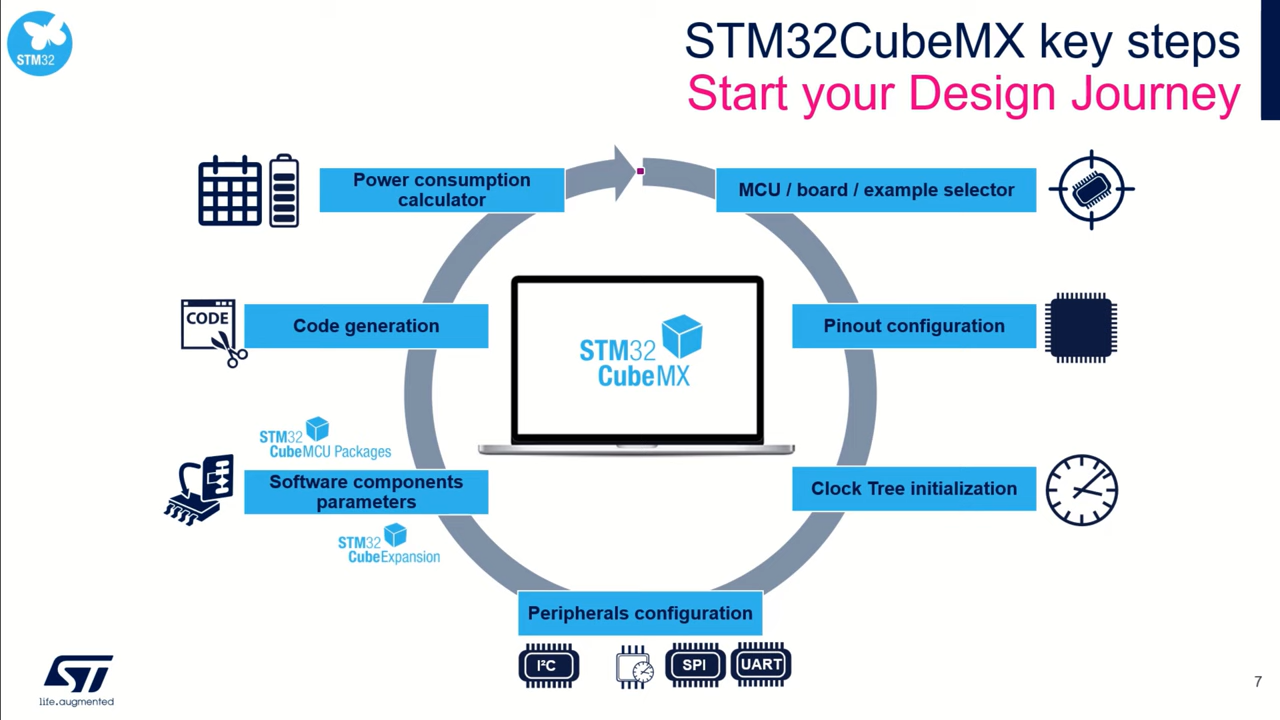 STM32
STM32CubeMX key steps
Start your Design Journey
Power consumption
calculator
MCU / board / example selector
CODE
Code generation
STM32
CubeMX
Pinout configuration
STM32
CubeMCU Packages
Software components
parameters
STM32
CubeExpansion
Clock Tree initialization
Peripherals configuration
I²C
SPI
UART
ST
life.augmented
7